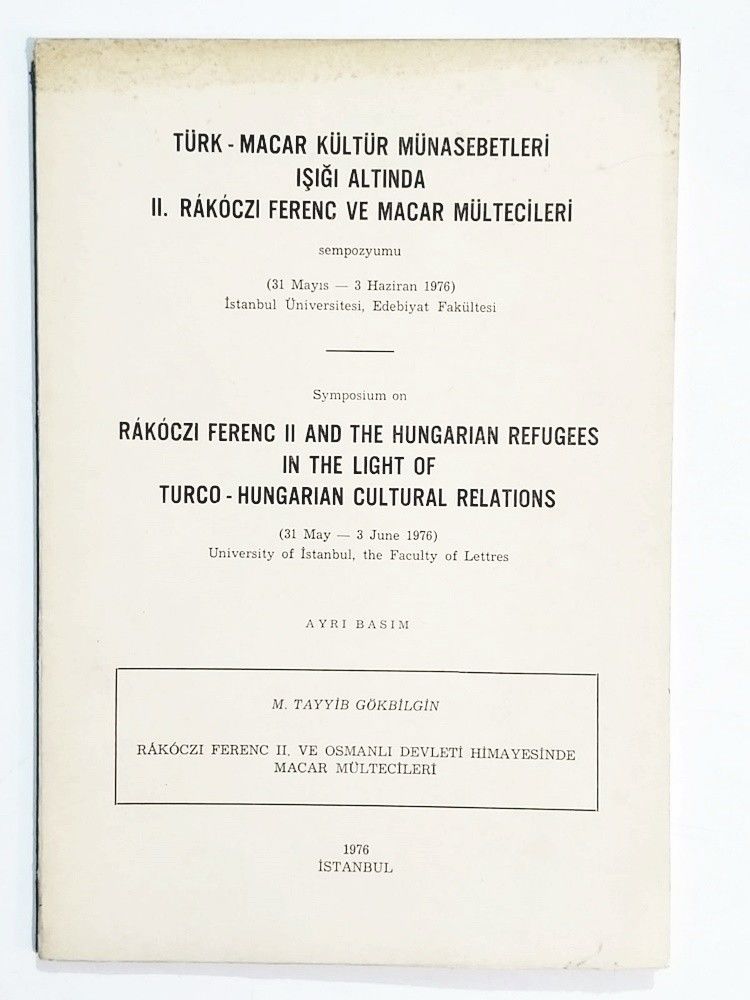 TÜRK - MACAR KÜLTÜR MÜNASEBETLERİ
IŞIĞI ALTINDA
II. RÁKÓCZI FERENC VE MACAR MÜLTECİLERİ
sempozyumu
(31 Mayıs — 3 Haziran 1976)
İstanbul Üniversitesi, Edebiyat Fakültesi
Symposium on
RÁKÓCZI FERENC II AND THE HUNGARIAN REFUGEES
IN THE LIGHT OF
TURCO - HUNGARIAN CULTURAL RELATIONS
(31 May — 3 June 1976)
University of İstanbul, the Faculty of Lettres
AYRI BASIM
M. TAYYİB GÖKBİLGİN
RÁKÓCZI FERENC II. VE OSMANLI DEVLETİ HİMAYESİNDE
MACAR MÜLTECİLERİ
1976
İSTANBUL